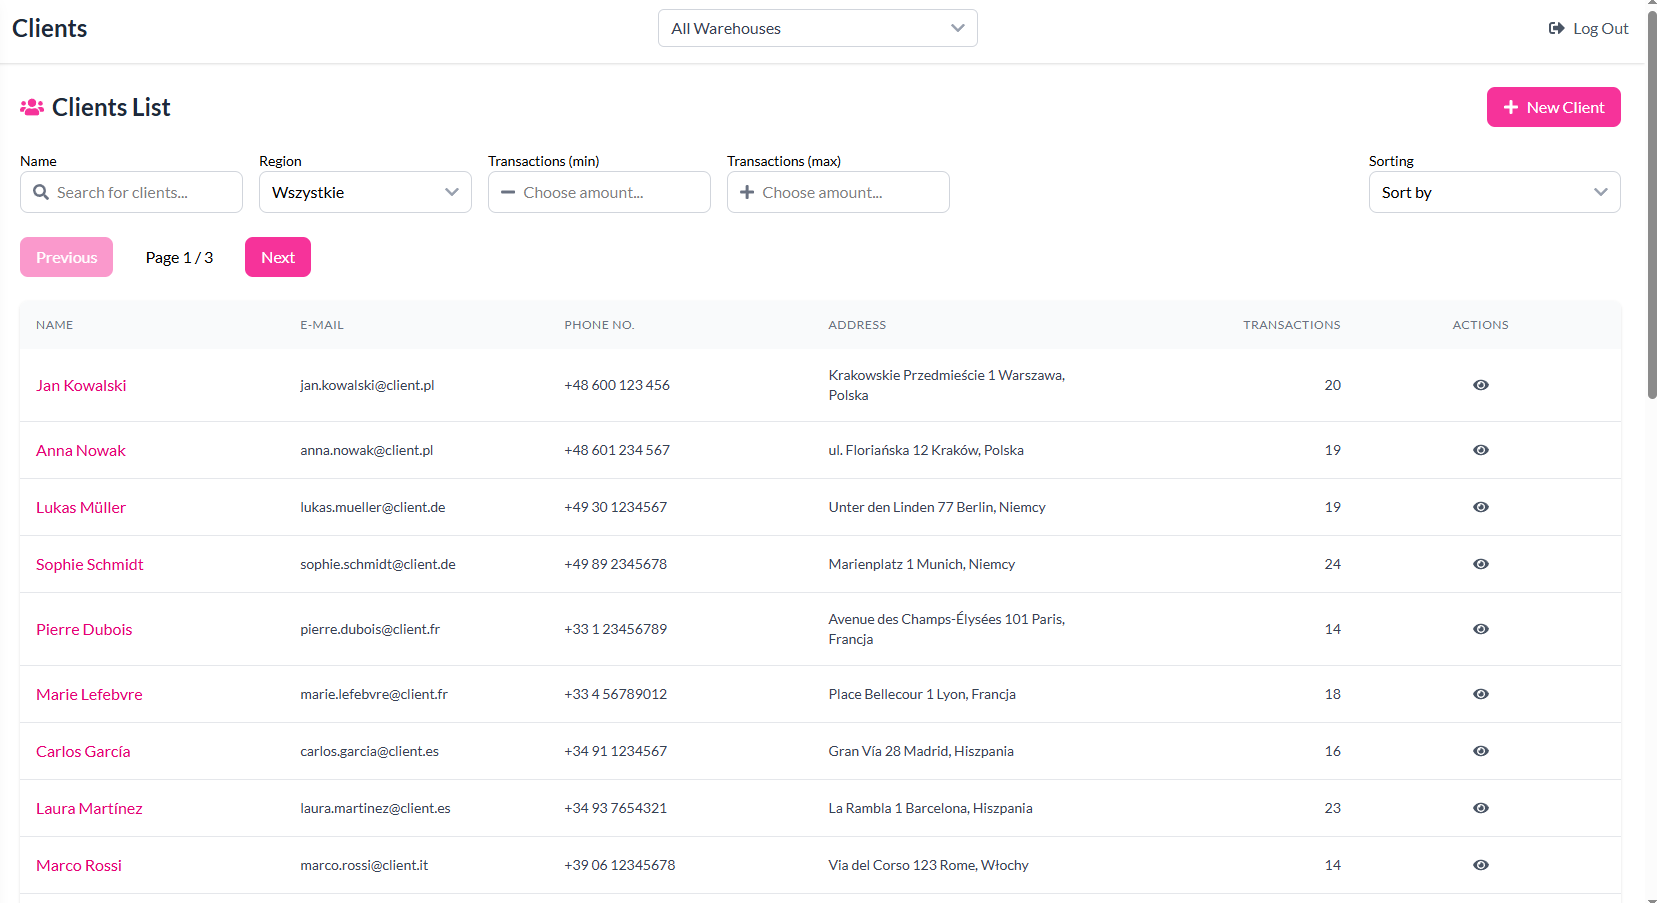 Clients
All Warehouses
Log Out
Clients List
New Client
Name
Region
Transactions (min)
Transactions (max)
Sorting
Search for clients...
Wszystkie
Choose amount...
Choose amount...
Sort by
Previous
Page 1 / 3
Next
NAME E-MAIL PHONE NO. ADDRESS TRANSACTIONS ACTIONS
Jan Kowalski jan.kowalski@client.pl +48 600 123 456 Krakowskie Przedmieście 1 Warszawa,
Polska 20
Anna Nowak anna.nowak@client.pl +48 601 234 567 ul. Floriańska 12 Kraków, Polska 19
Lukas Müller lukas.mueller@client.de +49 30 1234567 Unter den Linden 77 Berlin, Niemcy 19
Sophie Schmidt sophie.schmidt@client.de +49 89 2345678 Marienplatz 1 Munich, Niemcy 24
Pierre Dubois pierre.dubois@client.fr +33 1 23456789 Avenue des Champs-Élysées 101 Paris,
Francja 14
Marie Lefebvre marie.lefebvre@client.fr +33 4 56789012 Place Bellecour 1 Lyon, Francja 18
Carlos García carlos.garcia@client.es +34 91 1234567 Gran Vía 28 Madrid, Hiszpania 16
Laura Martínez laura.martinez@client.es +34 93 7654321 La Rambla 1 Barcelona, Hiszpania 23
Marco Rossi marco.rossi@client.it +39 06 12345678 Via del Corso 123 Rome, Włochy 14